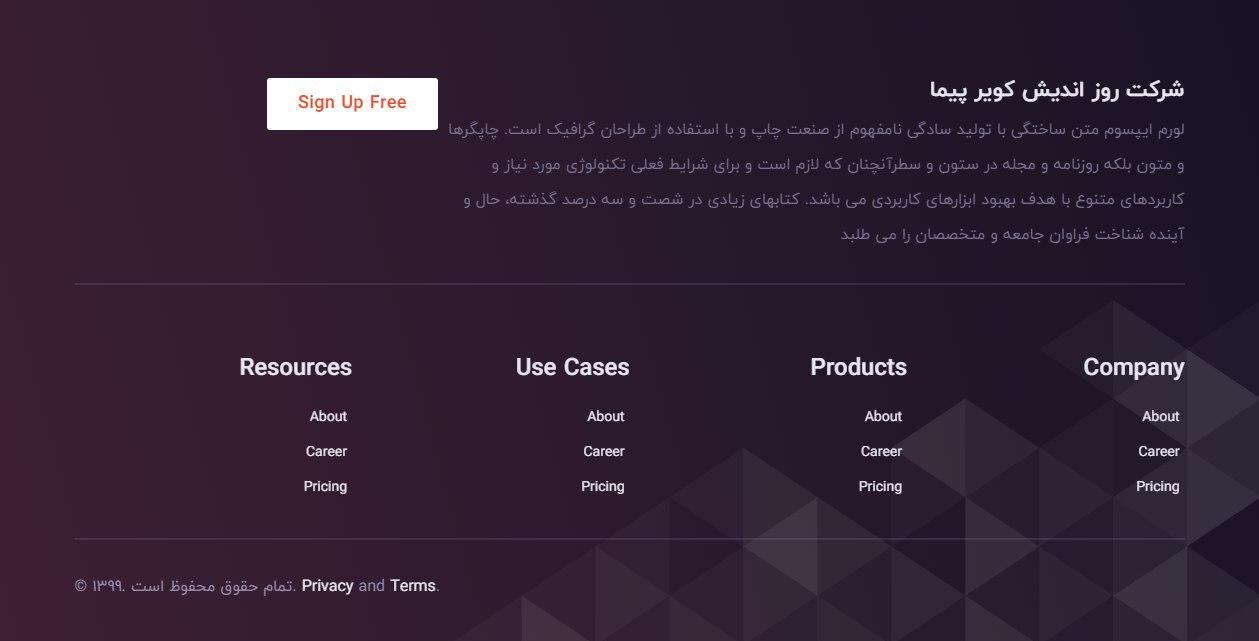 شرکت روز اندیش کویر پیما
Sign Up Free
لورم ایپسوم متن ساختگی با تولید سادگی نامفهوم از صنعت چاپ و با استفاده از طراحان گرافیک است. چاپگرها
و متون بلکه روزنامه و مجله در ستون و سطرآنچنان که لازم است و برای شرایط فعلی تکنولوژی مورد نیاز و
کاربردهای متنوع با هدف بهبود ابزارهای کاربردی می باشد. کتابهای زیادی در شصت و سه درصد گذشته، حال و
آینده شناخت فراوان جامعه و متخصصان را می طلبد
Company
About
Career
Pricing
Products
About
Career
Pricing
Use Cases
About
Career
Pricing
Resources
About
Career
Pricing
© ۱۳۹۹. تمام حقوق محفوظ است. Privacy and Terms.